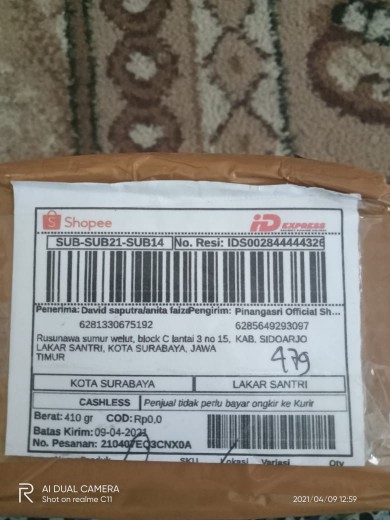 Shopee iD EXPRESS
SUB-SUB21-SUB14 No. Resi: IDS002844444326
Penerima: David saputra/anita faiza Pengirim: Pinangasri Official Sh...
6281330675192 6285649293097
Rusunawa sumur welut, block C lantai 3 no 15, KAB. SIDOARJO
LAKAR SANTRI, KOTA SURABAYA, JAWA
TIMUR
479
KOTA SURABAYA LAKAR SANTRI
CASHLESS Penjual tidak perlu bayar ongkir ke Kurir
Berat: 410 gr COD: Rp0,0
Batas Kirim: 09-04-2021
No. Pesanan: 210407EQ3CNX0A
SKU Variasi Qty
R AI DUAL CAMERA
Shot on realme C11 2021/04/09 12:59